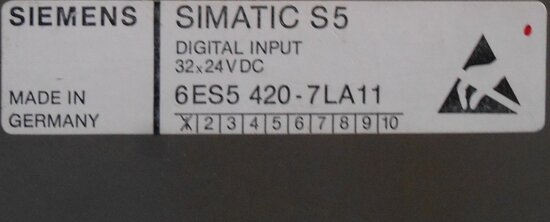 SIEMENS
SIMATIC S5
DIGITAL INPUT
32x24VDC
MADE IN
GERMANY
6ES5 420-7LA11
X|2|3|4|5|6|7|8|9|10